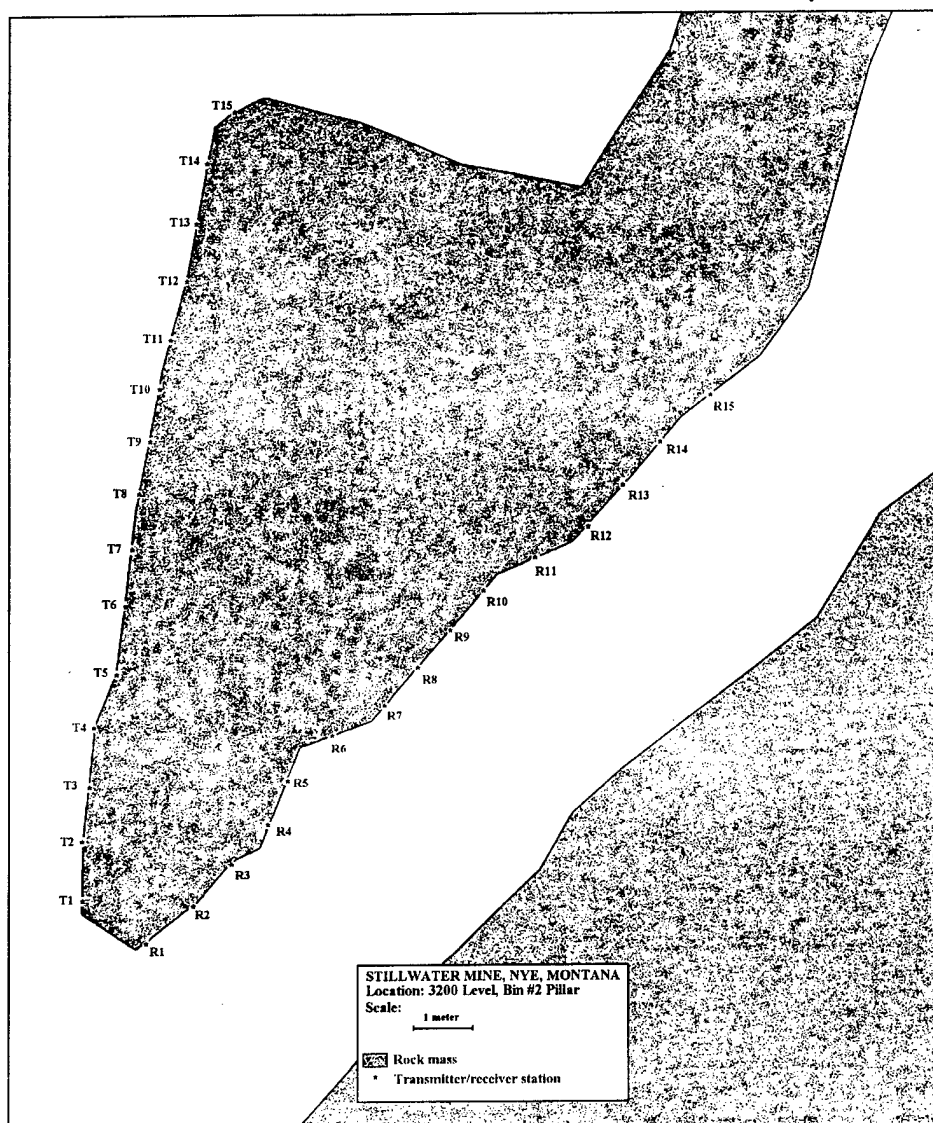 T15
T14
T13
T12
T11
T10
T9
T8
T7
T6
T5
T4
T3
T2
T1
R15
R14
R13
R12
R11
R10
R9
R8
R7
R6
R5
R4
R3
R2
R1
STILLWATER MINE, NYE, MONTANA
Location: 3200 Level, Bin #2 Pillar
Scale:
1 meter
Rock mass
* Transmitter/receiver station